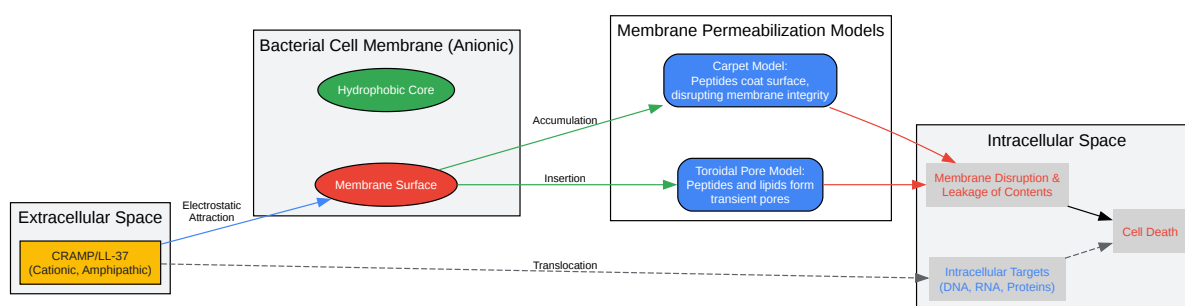 Extracellular Space
CRAMP/LL-37
(Cationic, Amphipathic)
Electrostatic
Attraction
Bacterial Cell Membrane (Anionic)
Hydrophobic Core
Membrane Surface
Accumulation
Insertion
Translocation
Membrane Permeabilization Models
Carpet Model:
Peptides coat surface,
disrupting membrane integrity
Toroidal Pore Model:
Peptides and lipids form
transient pores
Intracellular Space
Membrane Disruption &
Leakage of Contents
Cell Death
Intracellular Targets
(DNA, RNA, Proteins)